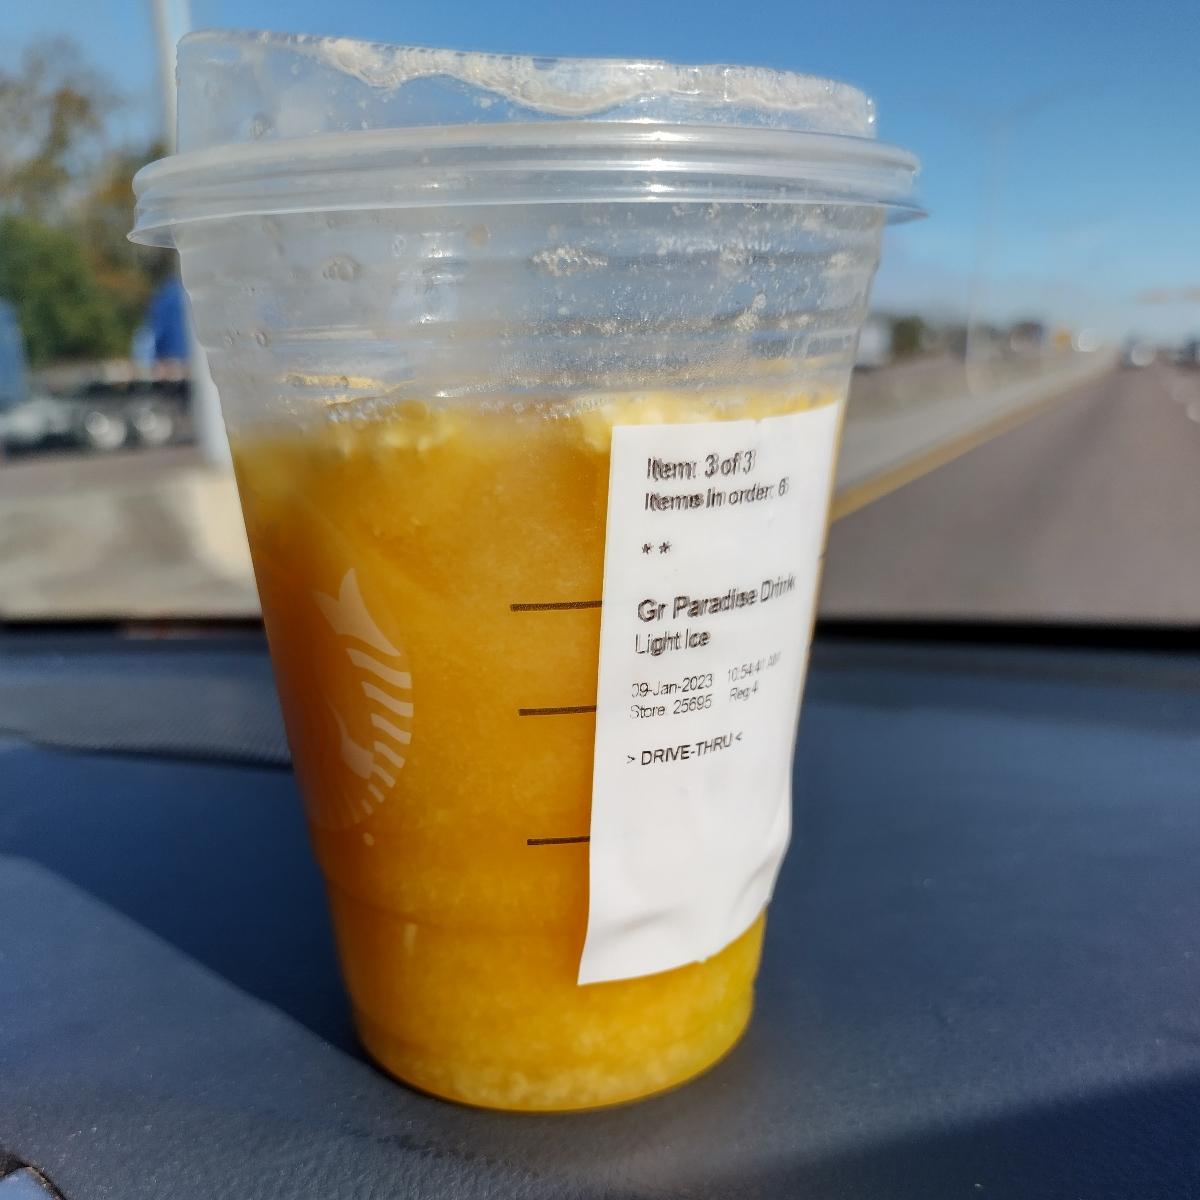 Item: 3 of 3
Items in order: 6
* *
Gr Paradise Drink
Light Ice
09-Jan-2023 10:54:41 AM
Store: 25695 Reg:4
> DRIVE-THRU <